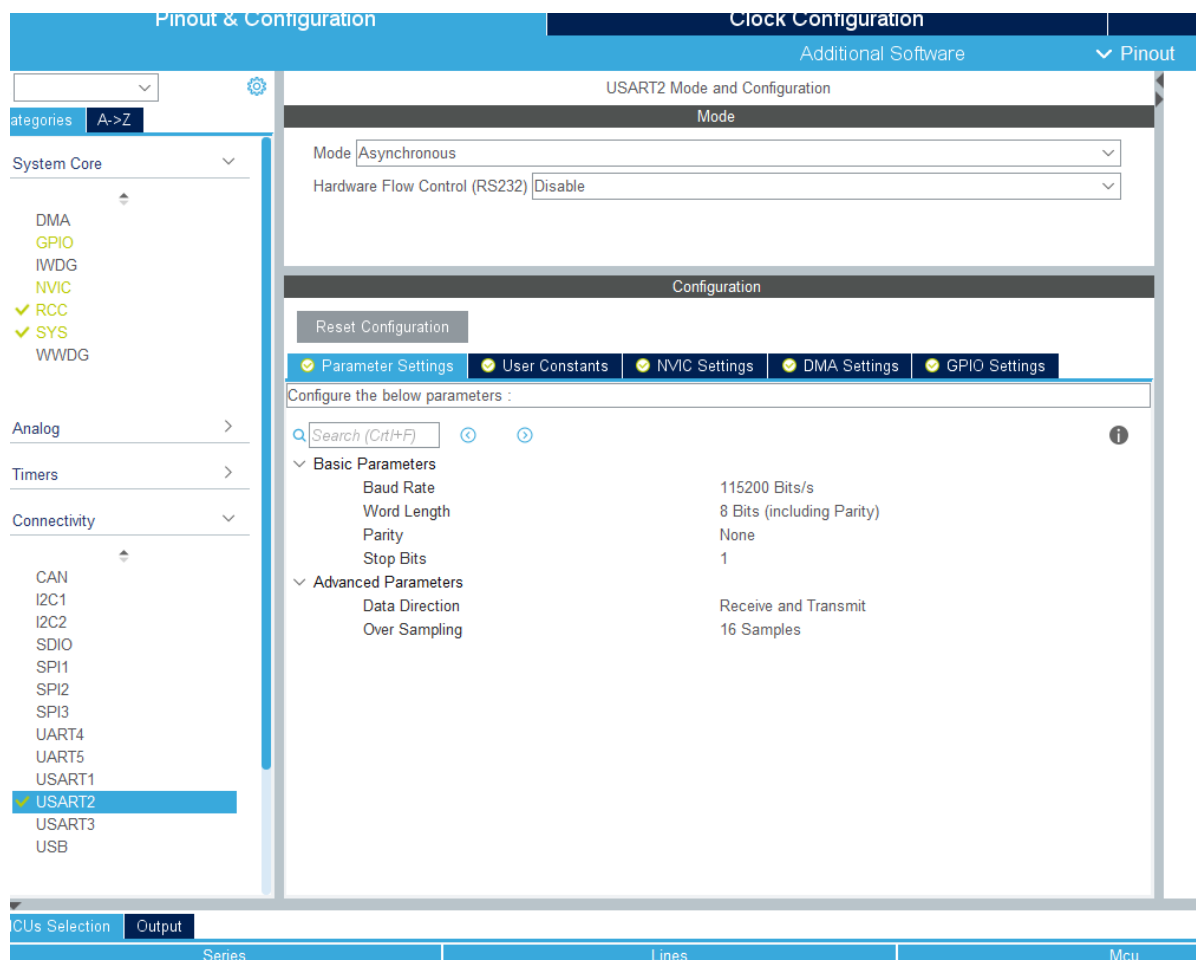 Pinout & Configuration
Clock Configuration
Additional Software
Pinout
USART2 Mode and Configuration
ategories
A->Z
Mode
System Core
Mode Asynchronous
Hardware Flow Control (RS232) Disable
DMA
GPIO
IWDG
NVIC
RCC
SYS
WWDG
Configuration
Reset Configuration
Parameter Settings
User Constants
NVIC Settings
DMA Settings
GPIO Settings
Configure the below parameters :
Analog
Search (Crtl+F)
Timers
Basic Parameters
Baud Rate 115200 Bits/s
Word Length 8 Bits (including Parity)
Parity None
Stop Bits 1
Connectivity
Advanced Parameters
Data Direction Receive and Transmit
Over Sampling 16 Samples
CAN
I2C1
I2C2
SDIO
SPI1
SPI2
SPI3
UART4
UART5
USART1
USART2
USART3
USB
CUs Selection
Output
Series
Lines
Mcu